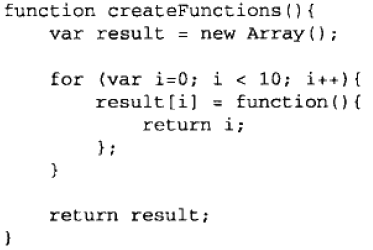 function createFunctions(){
    var result = new Array();

    for (var i=0; i < 10; i++){
        result[i] = function(){
            return i;
        };
    }

    return result;
}